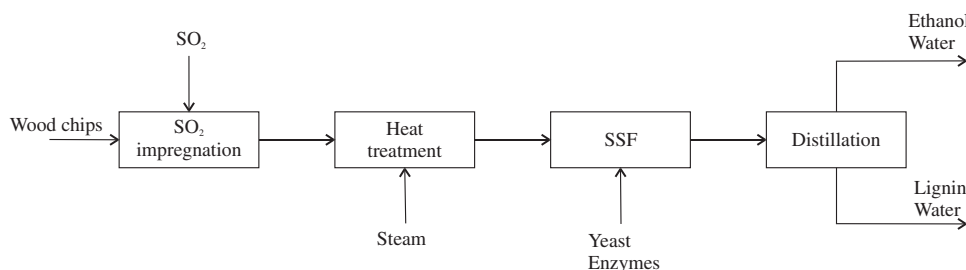 Ethanol
Water
SO₂
Wood chips
SO₂
impregnation
Heat
treatment
SSF
Distillation
Steam
Yeast
Enzymes
Lignin
Water